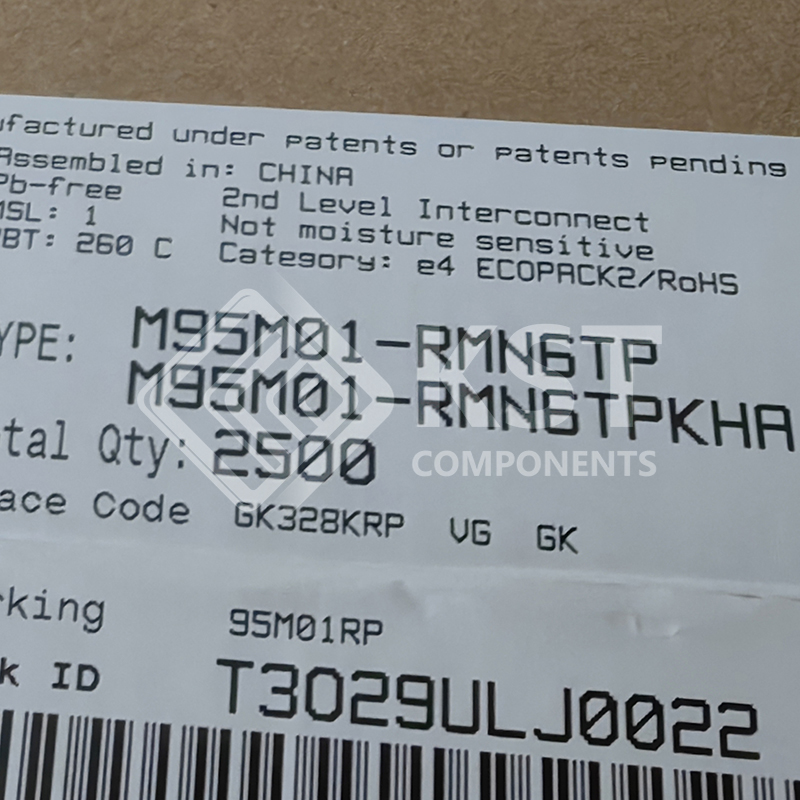 ufactured under patents or patents pending
Assembled in: CHINA
Pb-free 2nd Level Interconnect
MSL: 1 Not moisture sensitive
PBT: 260 C Category: e4 ECOPACK2/RoHS
TYPE: M95M01-RMN6TP
M95M01-RMN6TPKHA
tal Qty: 2500
KST
COMPONENTS
ace Code GK328KRP VG GK
rking 95M01RP
k ID T3029ULJ0022